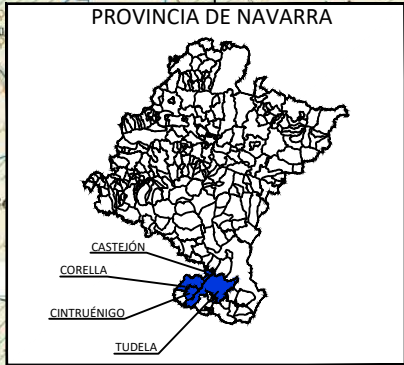 PROVINCIA DE NAVARRA
CASTEJÓN
CORELLA
CINTRUÉNIGO
TUDELA